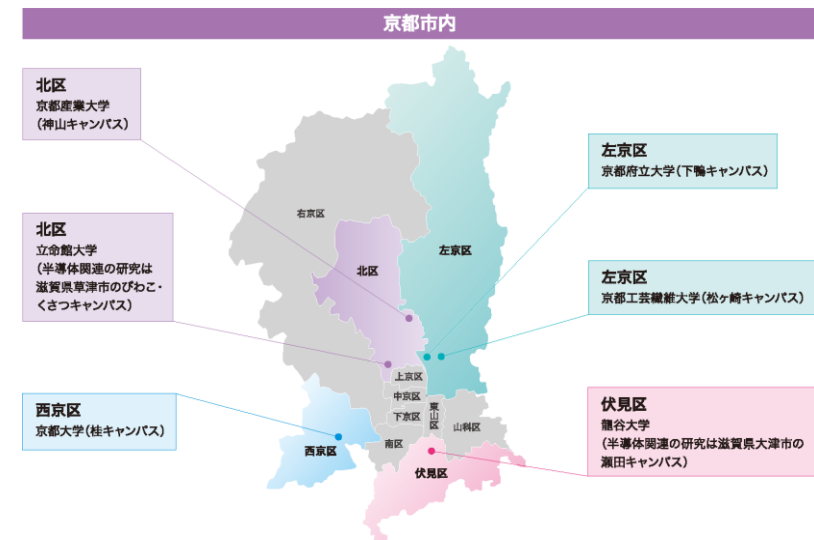 京都市内
北区
京都産業大学
（神山キャンパス）
北区
立命館大学
（半導体関連の研究は
滋賀県草津市のびわこ・
くさつキャンパス）
西京区
京都大学（桂キャンパス）
左京区
京都府立大学（下鴨キャンパス）
左京区
京都工芸繊維大学（松ヶ崎キャンパス）
伏見区
龍谷大学
（半導体関連の研究は滋賀県大津市の
瀬田キャンパス）
右京区
左京区
北区
上京区
中京区
下京区
東山区
山科区
南区
西京区
伏見区